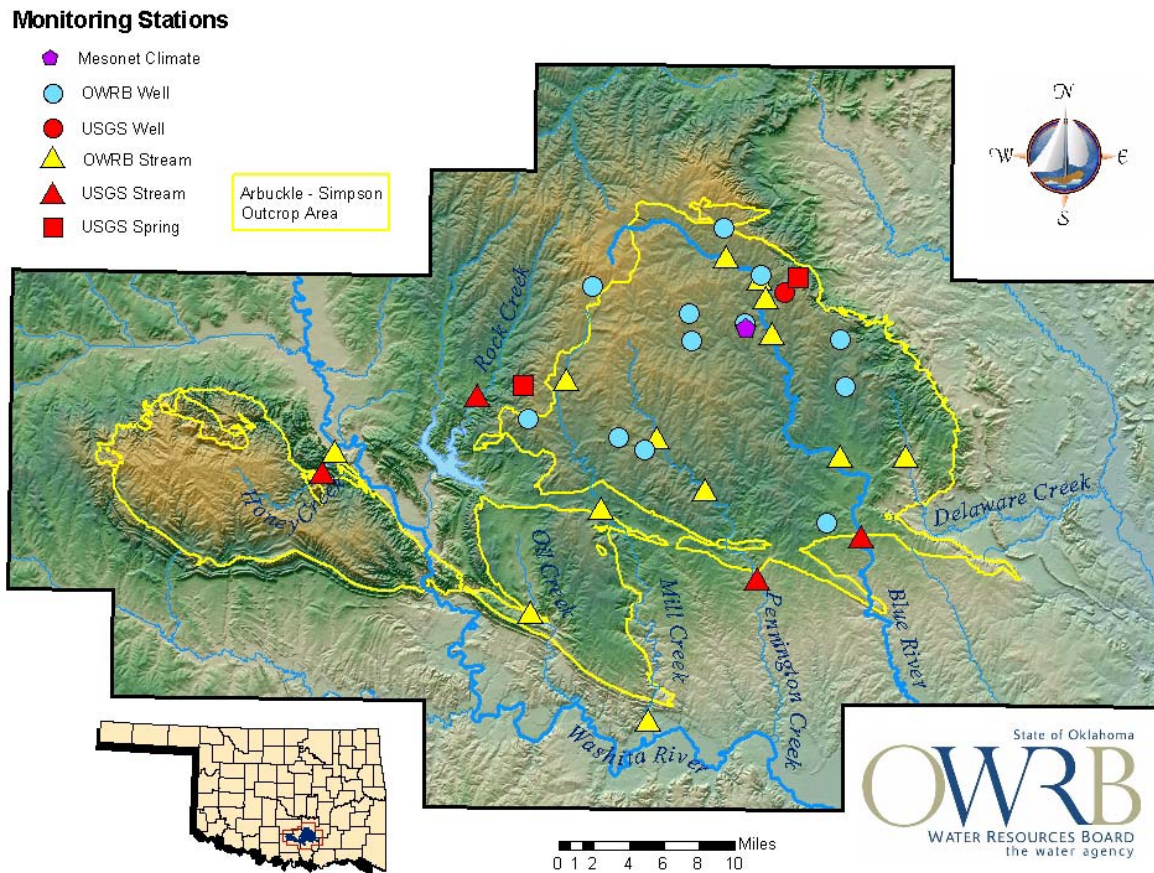 Monitoring Stations
Mesonet Climate
OWRB Well
USGS Well
OWRB Stream
USGS Stream
USGS Spring
Arbuckle - Simpson
Outcrop Area
N
W
E
S
Rock Creek
Honey Creek
Oil Creek
Mill Creek
Pennington Creek
Blue River
Delaware Creek
Washita River
0 1 2 4 6 8 10
Miles
State of Oklahoma
OWRB
WATER RESOURCES BOARD
the water agency